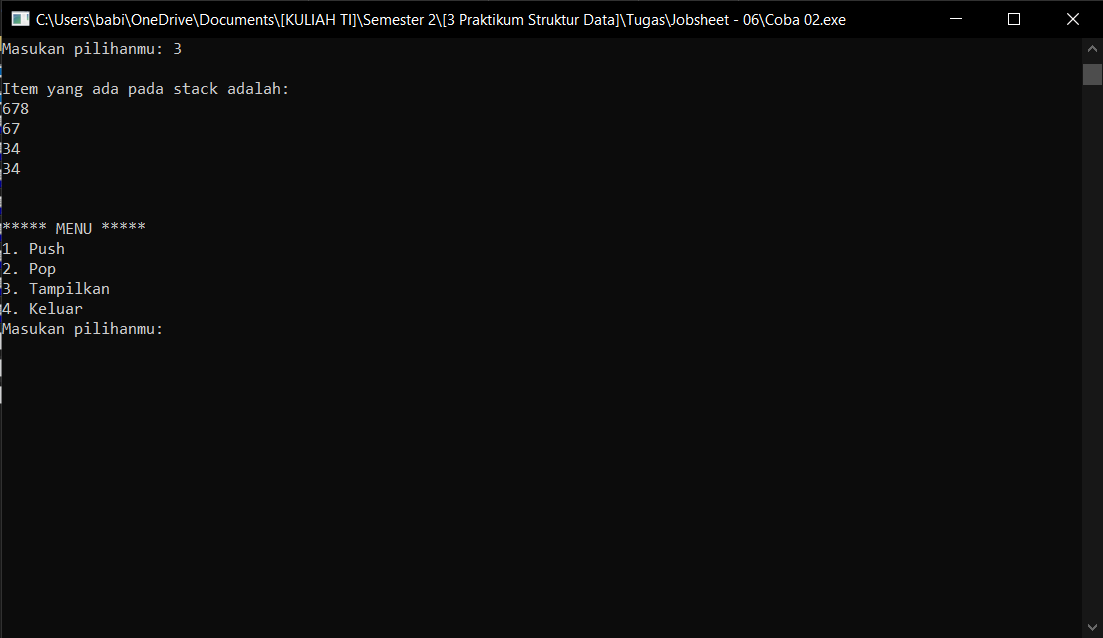 C:\Users\babi\OneDrive\Documents\[KULIAH TI]\Semester 2\[3 Praktikum Struktur Data]\Tugas\Jobsheet - 06\Coba 02.exe
Masukan pilihanmu: 3
Item yang ada pada stack adalah:
678
67
34
34
***** MENU *****
1. Push
2. Pop
3. Tampilkan
4. Keluar
Masukan pilihanmu: